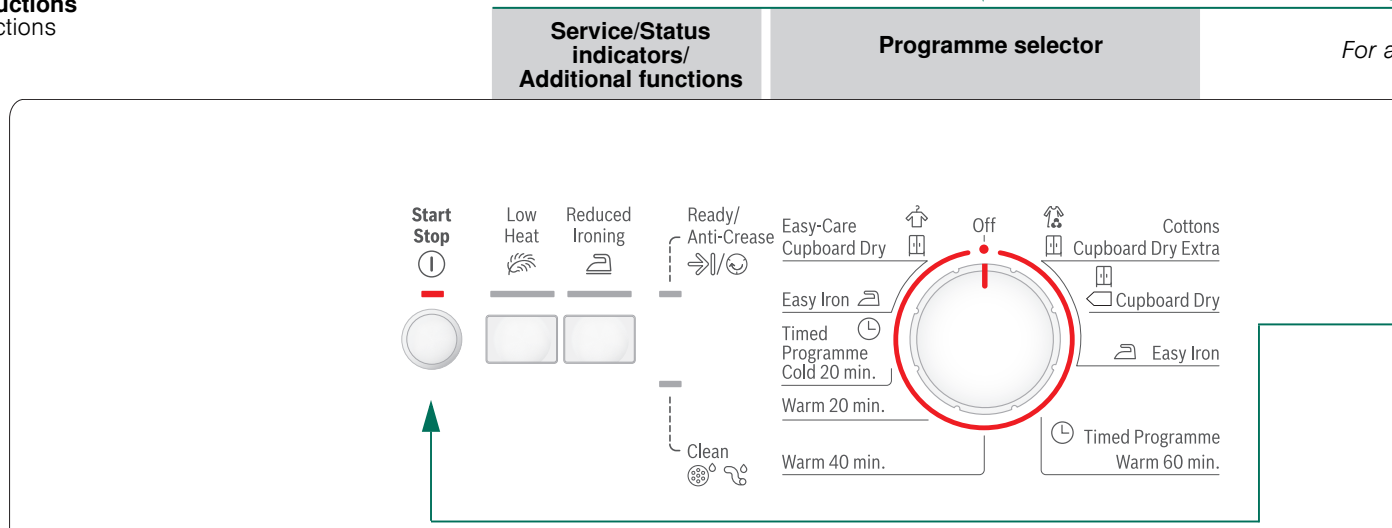 ctions
Service/Status
indicators/
Additional functions
Programme selector
For a
Start
Stop
Low
Heat
Reduced
Ironing
Ready/
Anti-Crease
Clean
Easy-Care
Cupboard Dry
Easy Iron
Timed
Programme
Cold 20 min.
Warm 20 min.
Warm 40 min.
Off
Cottons
Cupboard Dry Extra
Cupboard Dry
Easy Iron
Timed Programme
Warm 60 min.